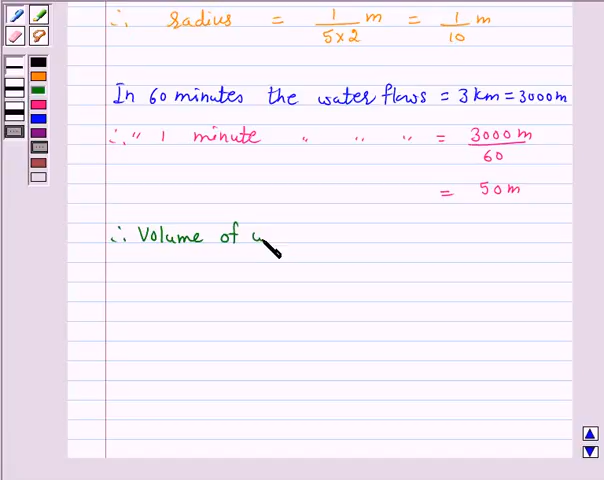 ∴ radius = 1/5×2 m = 1/10 m
In 60 minutes the water flows = 3 km = 3000m
∴ " 1 minute " " " = 3000 m/60
= 50 m
∴ Volume of